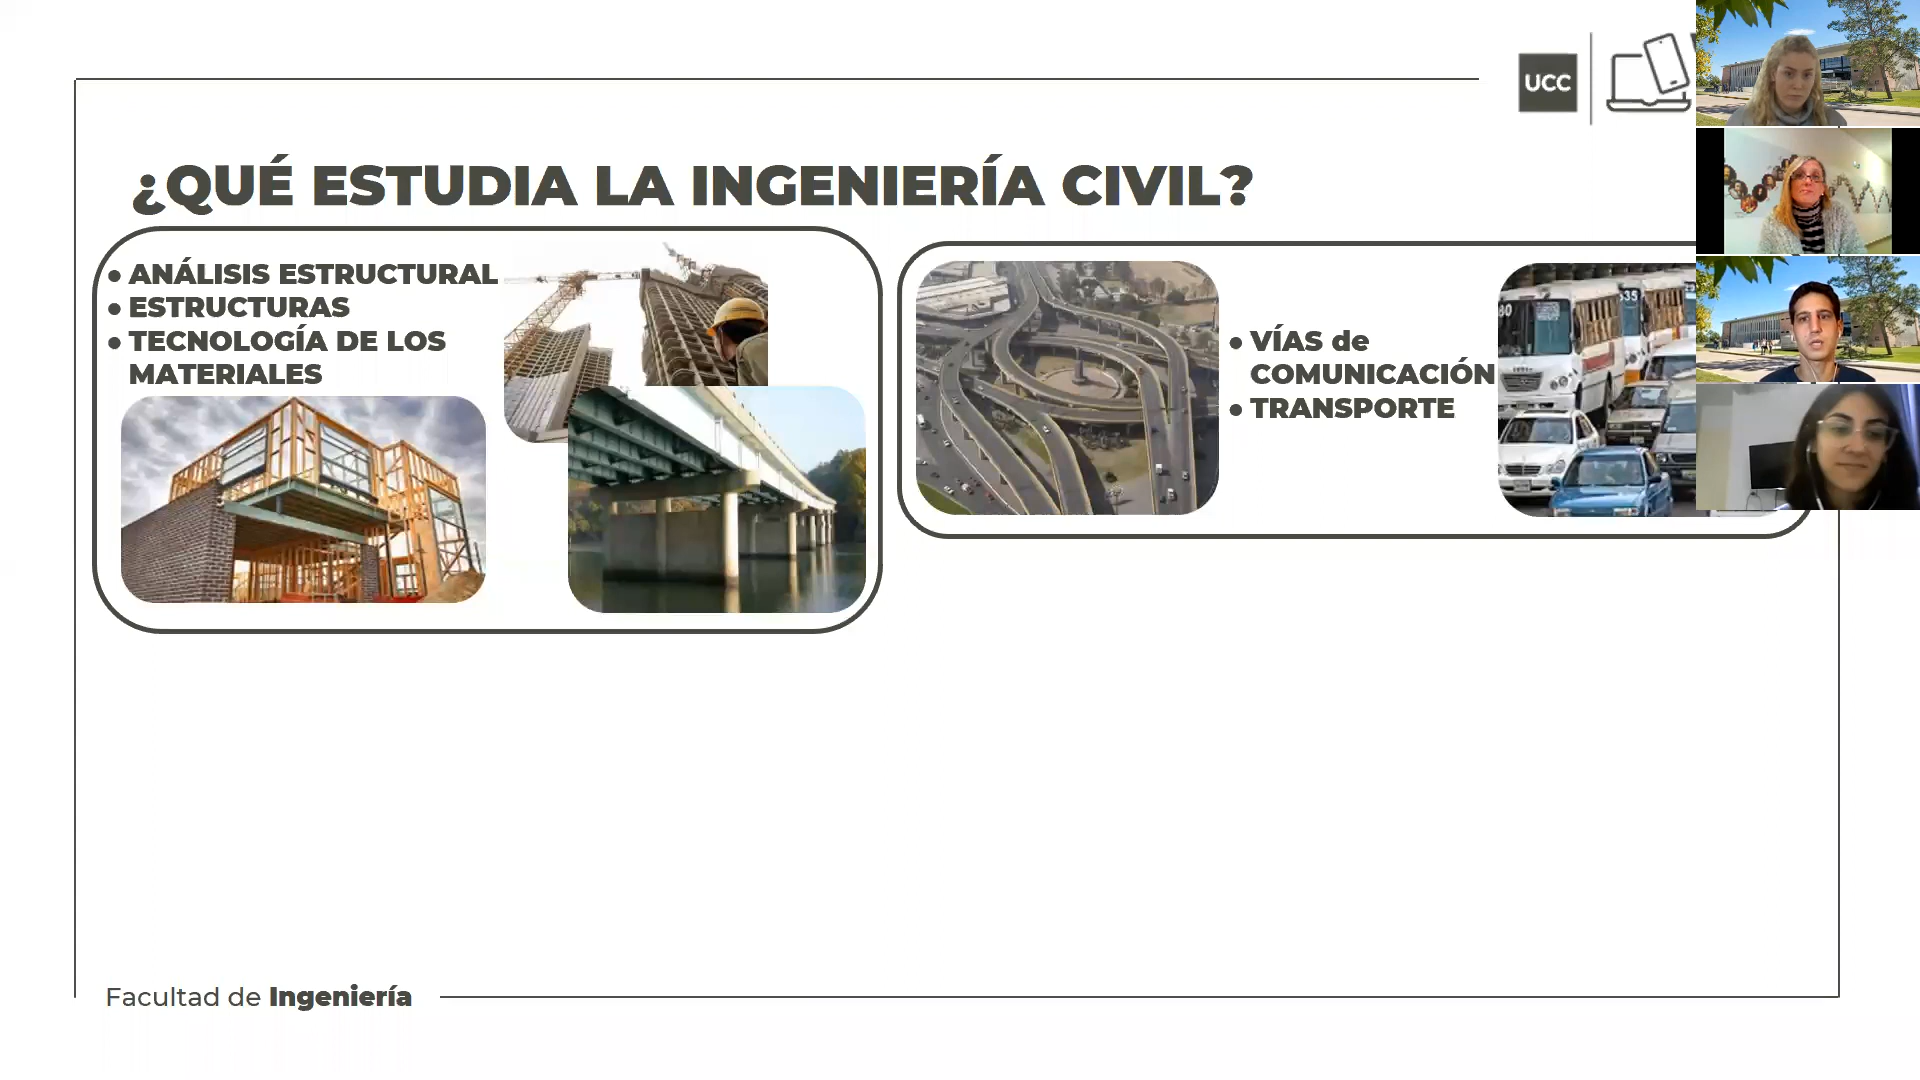 UCC
¿QUÉ ESTUDIA LA INGENIERÍA CIVIL?
• ANÁLISIS ESTRUCTURAL
• ESTRUCTURAS
• TECNOLOGÍA DE LOS
MATERIALES
• VÍAS de
COMUNICACIÓN
• TRANSPORTE
Facultad de Ingeniería